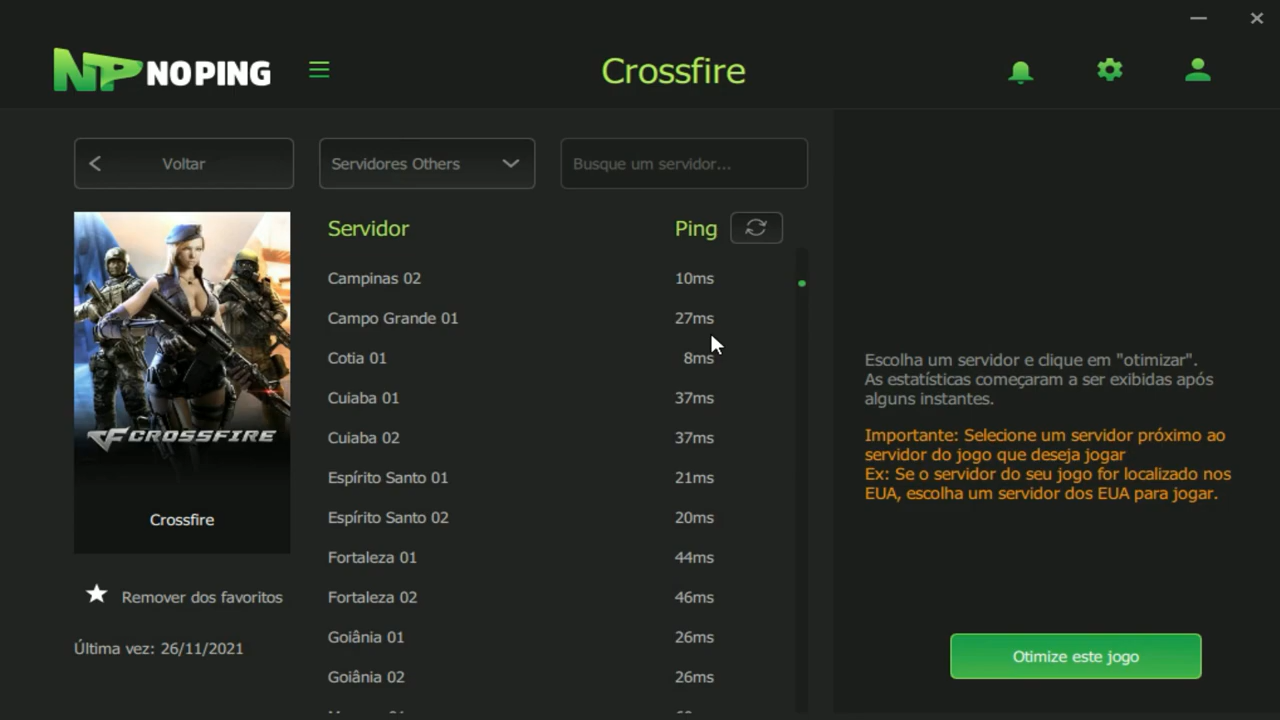 NP NOPING
Crossfire
Voltar
Servidores Others
Busque um servidor...
Servidor Ping
Campinas 02 10ms
Campo Grande 01 27ms
Cotia 01 8ms
Cuiaba 01 37ms
Cuiaba 02 37ms
Espírito Santo 01 21ms
Espírito Santo 02 20ms
Fortaleza 01 44ms
Fortaleza 02 46ms
Goiânia 01 26ms
Goiânia 02 26ms
CF CROSSFIRE
Crossfire
Remover dos favoritos
Última vez: 26/11/2021
Escolha um servidor e clique em "otimizar".
As estatísticas começaram a ser exibidas após
alguns instantes.
Importante: Selecione um servidor próximo ao
servidor do jogo que deseja jogar
Ex: Se o servidor do seu jogo for localizado nos
EUA, escolha um servidor dos EUA para jogar.
Otimize este jogo